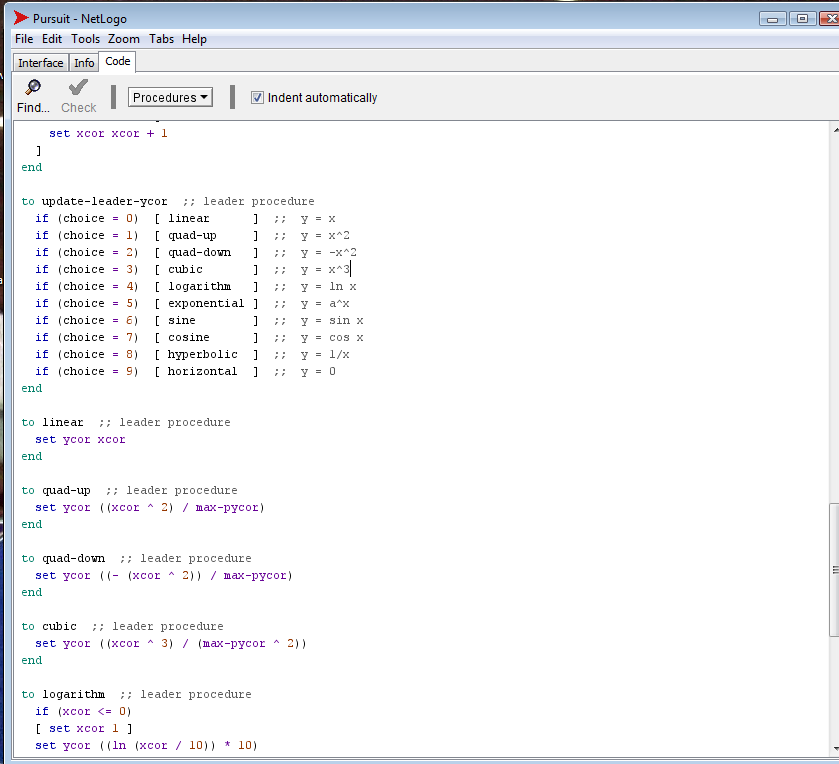 Pursuit - NetLogo
File Edit Tools Zoom Tabs Help
Interface Info Code
Find... Check Procedures Indent automatically
    set xcor xcor + 1
  ]
end
to update-leader-ycor  ;; leader procedure
  if (choice = 0)  [ linear      ]  ;;  y = x
  if (choice = 1)  [ quad-up     ]  ;;  y = x^2
  if (choice = 2)  [ quad-down   ]  ;;  y = -x^2
  if (choice = 3)  [ cubic       ]  ;;  y = x^3
  if (choice = 4)  [ logarithm   ]  ;;  y = ln x
  if (choice = 5)  [ exponential ]  ;;  y = a^x
  if (choice = 6)  [ sine        ]  ;;  y = sin x
  if (choice = 7)  [ cosine      ]  ;;  y = cos x
  if (choice = 8)  [ hyperbolic  ]  ;;  y = 1/x
  if (choice = 9)  [ horizontal  ]  ;;  y = 0
end
to linear  ;; leader procedure
  set ycor xcor
end
to quad-up  ;; leader procedure
  set ycor ((xcor ^ 2) / max-pycor)
end
to quad-down  ;; leader procedure
  set ycor ((- (xcor ^ 2)) / max-pycor)
end
to cubic  ;; leader procedure
  set ycor ((xcor ^ 3) / (max-pycor ^ 2))
end
to logarithm  ;; leader procedure
  if (xcor <= 0)
  [ set xcor 1 ]
  set ycor ((ln (xcor / 10)) * 10)